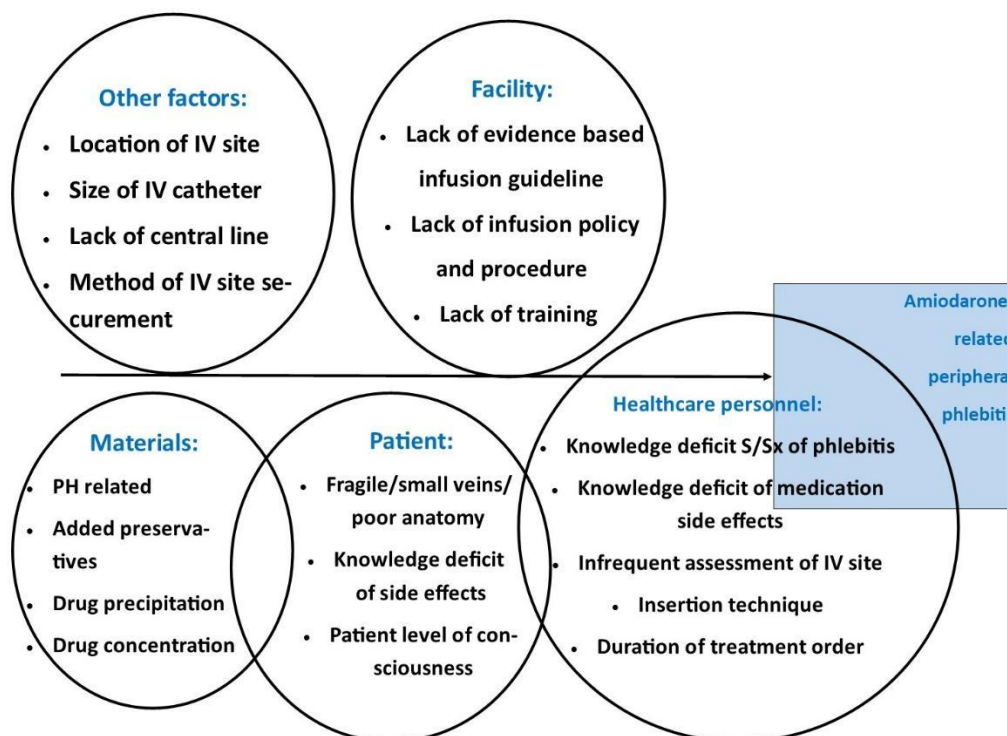 Other factors:
• Location of IV site
• Size of IV catheter
• Lack of central line
• Method of IV site se-
curement
Facility:
• Lack of evidence based
infusion guideline
• Lack of infusion policy
and procedure
• Lack of training
Amiodarone
related
periphera
phlebiti
Materials:
• PH related
• Added preserva-
tives
• Drug precipitation
• Drug concentration
Patient:
• Fragile/small veins/
poor anatomy
• Knowledge deficit
of side effects
• Patient level of con-
sciousness
Healthcare personnel:
• Knowledge deficit S/Sx of phlebitis
• Knowledge deficit of medication
side effects
• Infrequent assessment of IV site
• Insertion technique
• Duration of treatment order